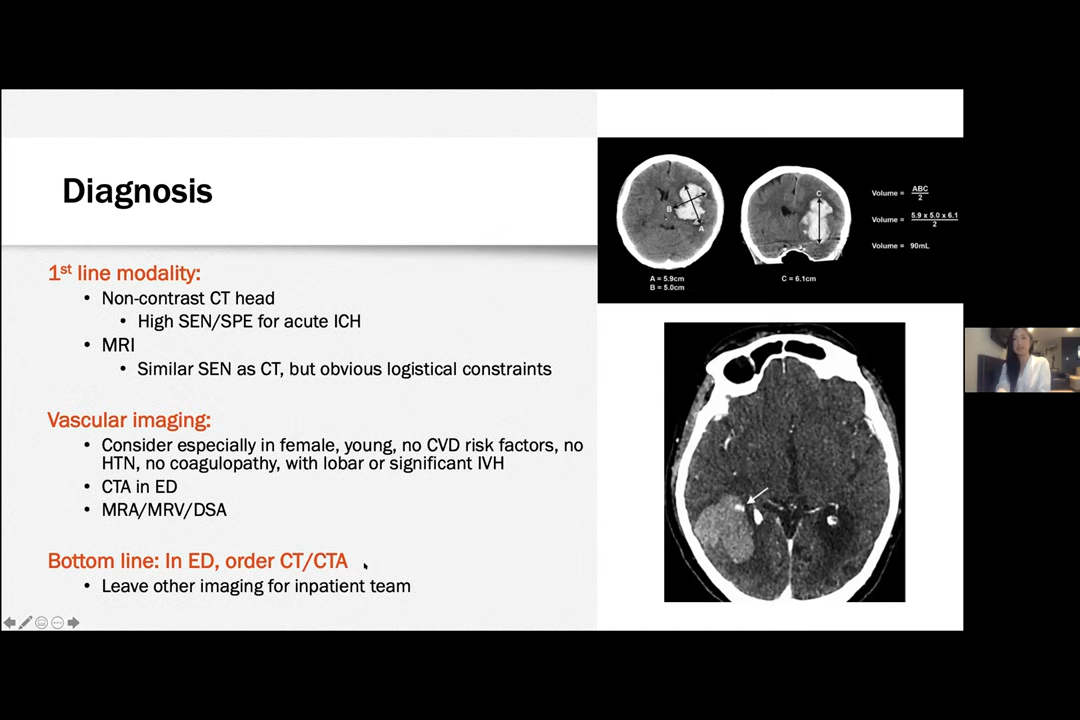 Diagnosis
1st line modality:
• Non-contrast CT head
• High SEN/SPE for acute ICH
• MRI
• Similar SEN as CT, but obvious logistical constraints
Vascular imaging:
• Consider especially in female, young, no CVD risk factors, no
HTN, no coagulopathy, with lobar or significant IVH
• CTA in ED
• MRA/MRV/DSA
Bottom line: In ED, order CT/CTA
• Leave other imaging for inpatient team
B
A
A = 5.9cm
B = 5.0cm
C
C = 6.1cm
Volume = ABC
2
Volume = 5.9 x 5.0 x 6.1
2
Volume = 90mL